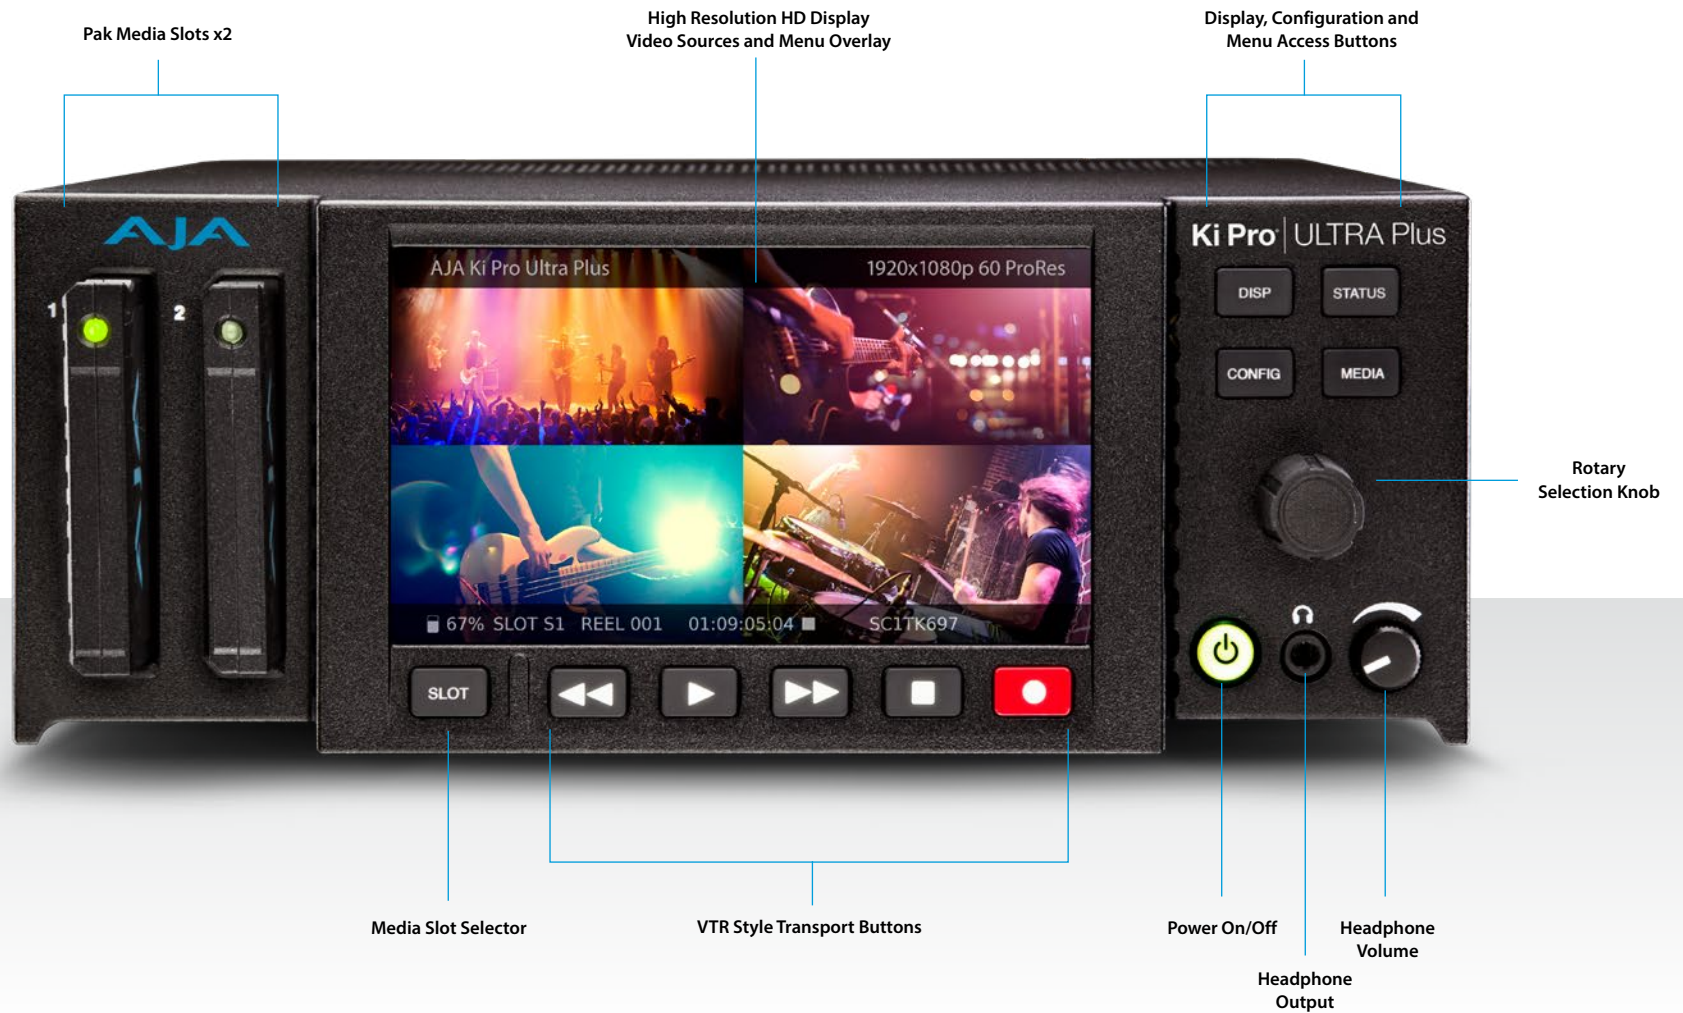 Pak Media Slots x2
High Resolution HD Display
Video Sources and Menu Overlay
Display, Configuration and
Menu Access Buttons
AJA
Ki Pro ULTRA Plus
1
2
AJA Ki Pro Ultra Plus
1920x1080p 60 ProRes
DISP
STATUS
CONFIG
MEDIA
Rotary
Selection Knob
67% SLOT S1 REEL 001 01:09:05:04 SC1TK697
SLOT
Media Slot Selector
VTR Style Transport Buttons
Power On/Off
Headphone
Volume
Headphone
Output